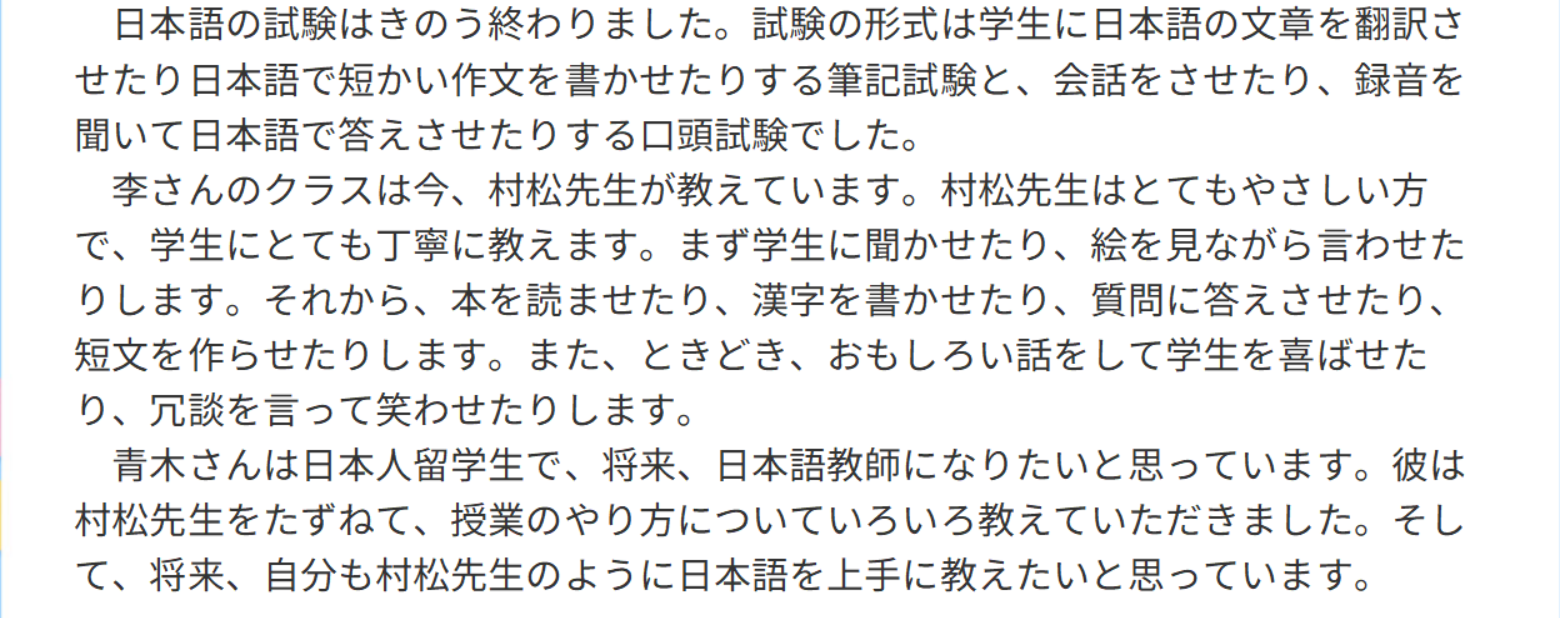 日本語の試験はきのう終わりました。試験の形式は学生に日本語の文章を翻訳さ
せたり日本語で短かい作文を書かせたりする筆記試験と、会話をさせたり、録音を
聞いて日本語で答えさせたりする口頭試験でした。
李さんのクラスは今、村松先生が教えています。村松先生はとてもやさしい方
で、学生にとても丁寧に教えます。まず学生に聞かせたり、絵を見ながら言わせた
りします。それから、本を読ませたり、漢字を書かせたり、質問に答えさせたり、
短文を作らせたりします。また、ときどき、おもしろい話をして学生を喜ばせた
り、冗談を言って笑わせたりします。
青木さんは日本人留学生で、将来、日本語教師になりたいと思っています。彼は
村松先生をたずねて、授業のやり方についていろいろ教えていただきました。そし
て、将来、自分も村松先生のように日本語を上手に教えたいと思っています。